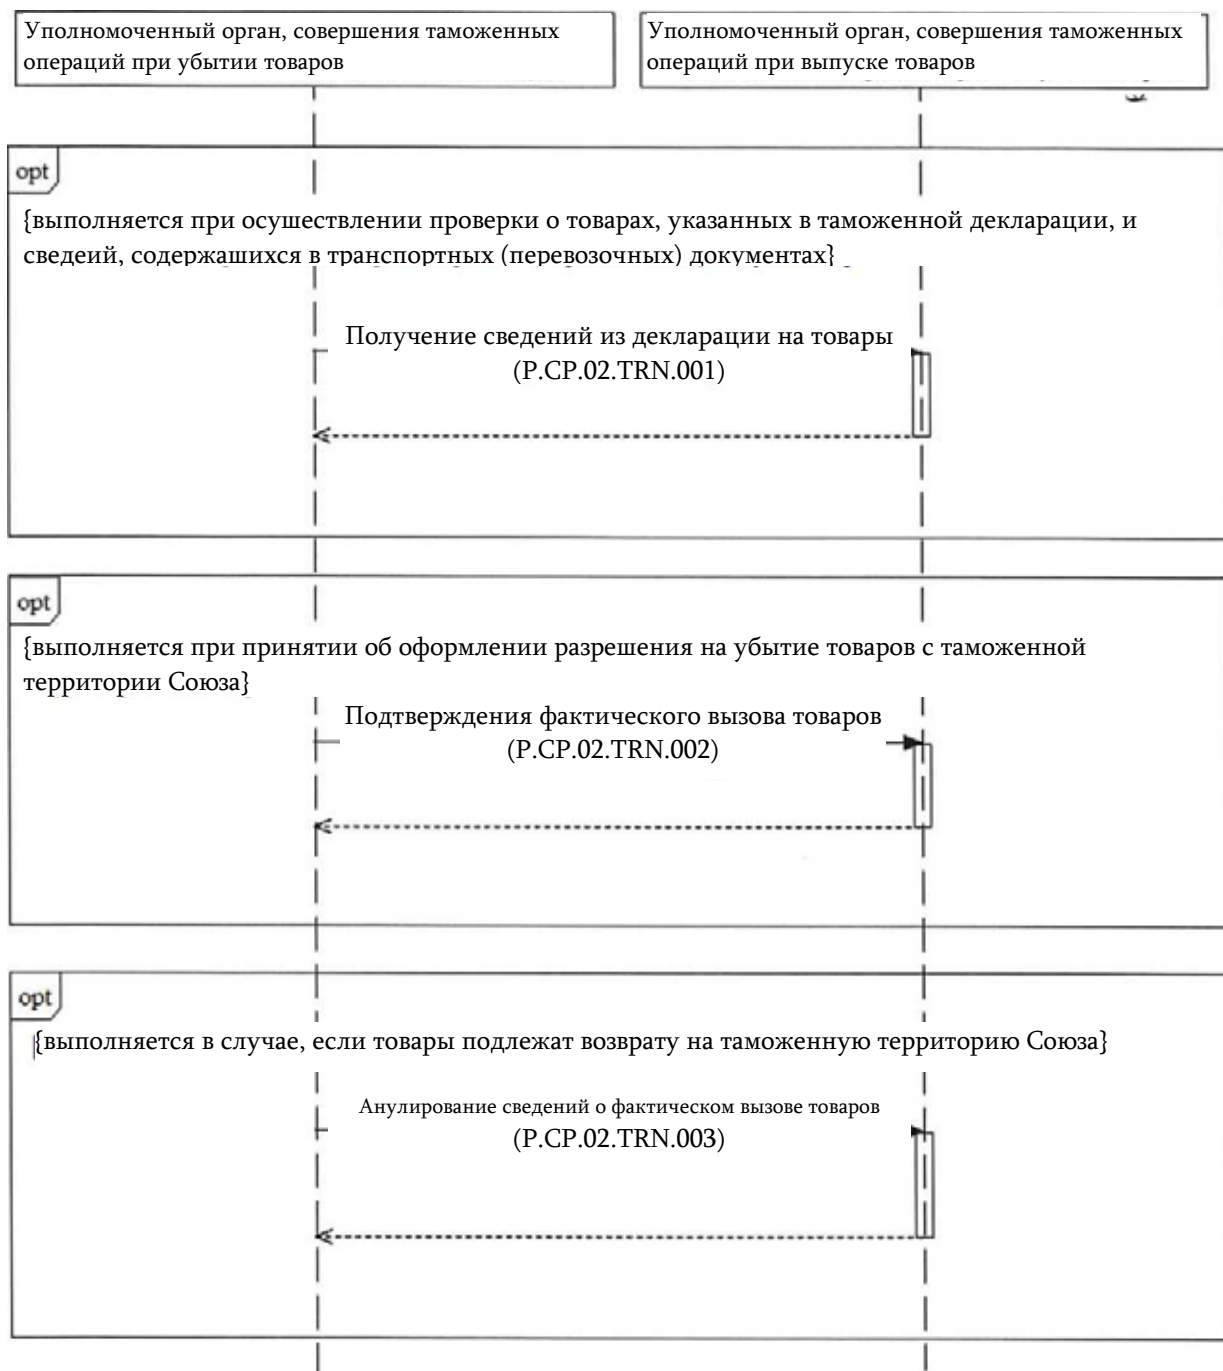 Уполномоченный орган, совершения таможенных
операций при убытии товаров
Уполномоченный орган, совершения таможенных
операций при выпуске товаров
opt
{выполняется при осуществлении проверки о товарах, указанных в таможенной декларации, и
сведеий, содержашихся в транспортных (перевозочных) документах}
Получение сведений из декларации на товары
(P.CP.02.TRN.001)
opt
{выполняется при принятии об оформлении разрешения на убытие товаров с таможенной
территории Союза}
Подтверждения фактического вызова товаров
(P.CP.02.TRN.002)
opt
{выполняется в случае, если товары подлежат возврату на таможенную территорию Союза}
Анулирование сведений о фактическом вызове товаров
(P.CP.02.TRN.003)